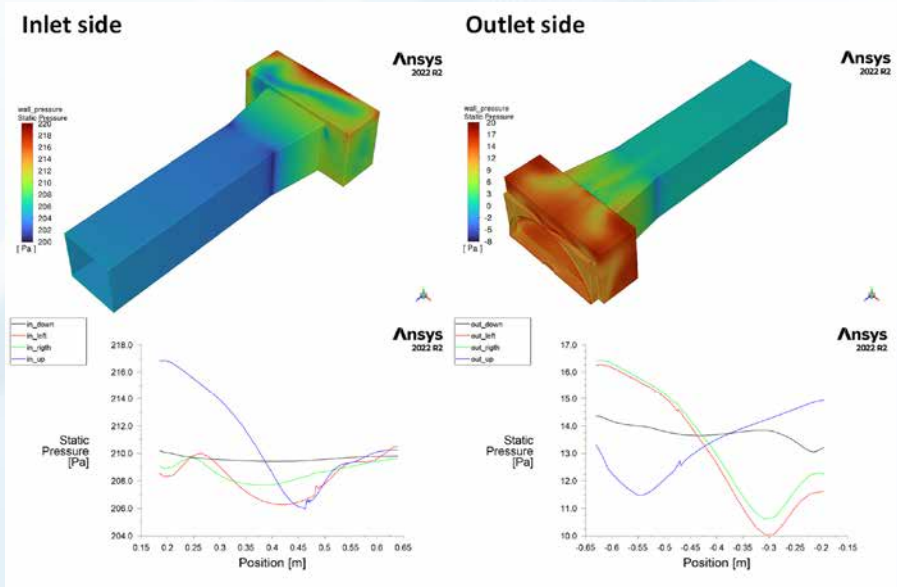 Inlet side
Outlet side
Ansys
2022 R2
wall_pressure
Static Pressure
220
218
216
214
212
210
208
206
204
202
200
[ Pa ]
Ansys
2022 R2
wall_pressure
Static Pressure
20
17
14
12
9
6
3
0
-2
-5
-8
[ Pa ]
in_down
in_left
in_rigth
in_up
Ansys
2022 R2
218.0
216.0
214.0
212.0
210.0
208.0
206.0
204.0
Static
Pressure
[Pa]
0.15
0.2
0.25
0.3
0.35
0.4
0.45
0.5
0.55
0.6
0.65
Position [m]
out_down
out_left
out_rigth
out_up
Ansys
2022 R2
17.0
16.0
15.0
14.0
13.0
12.0
11.0
10.0
Static
Pressure
[Pa]
-0.65
-0.6
-0.55
-0.5
-0.45
-0.4
-0.35
-0.3
-0.25
-0.2
-0.15
Position [m]